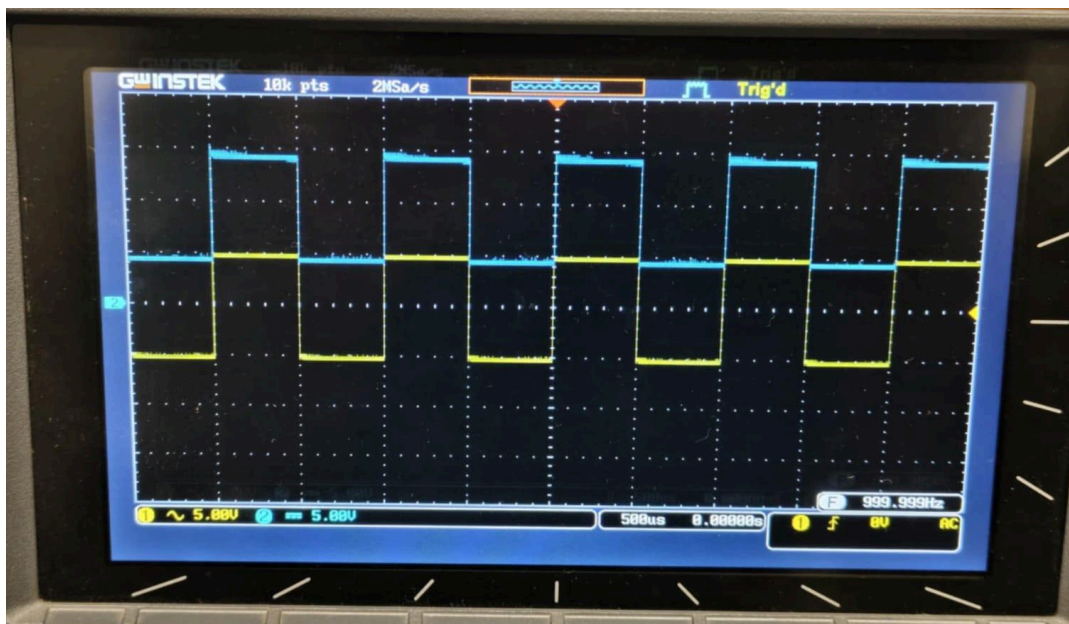 GWINSTEK 10k pts 2MSa/s Trig'd
2
F 999.999Hz
1 5.00V 2 5.00V 500us 0.00000s 1 0V AC